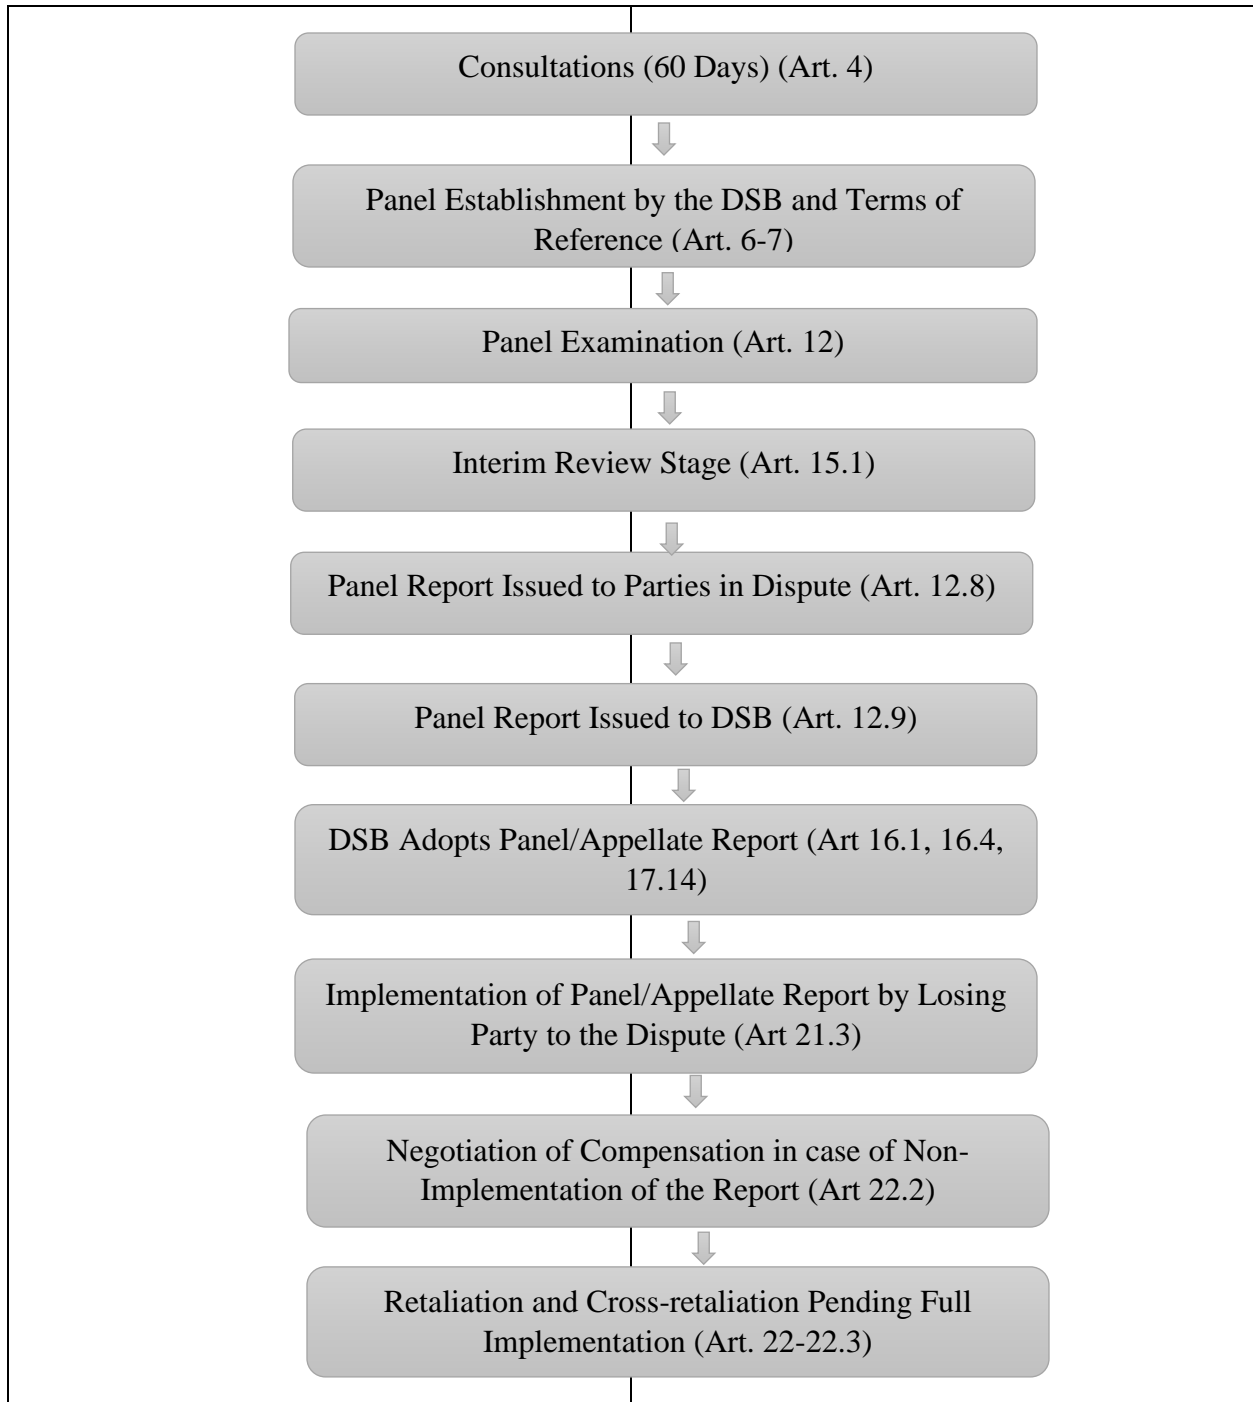 Consultations (60 Days) (Art. 4)
Panel Establishment by the DSB and Terms of
Reference (Art. 6-7)
Panel Examination (Art. 12)
Interim Review Stage (Art. 15.1)
Panel Report Issued to Parties in Dispute (Art. 12.8)
Panel Report Issued to DSB (Art. 12.9)
DSB Adopts Panel/Appellate Report (Art 16.1, 16.4,
17.14)
Implementation of Panel/Appellate Report by Losing
Party to the Dispute (Art 21.3)
Negotiation of Compensation in case of Non-
Implementation of the Report (Art 22.2)
Retaliation and Cross-retaliation Pending Full
Implementation (Art. 22-22.3)